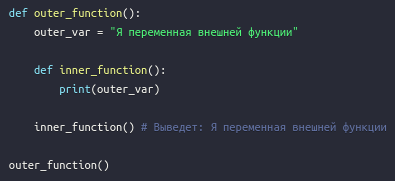 def outer_function():
    outer_var = "Я переменная внешней функции"
    def inner_function():
        print(outer_var)
    inner_function() # Выведет: Я переменная внешней функции
outer_function()